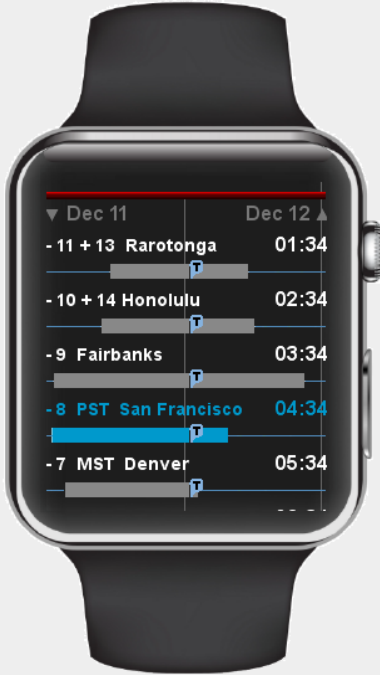 ▼ Dec 11 Dec 12 ▲
- 11 + 13 Rarotonga 01:34
T
- 10 + 14 Honolulu 02:34
T
- 9 Fairbanks 03:34
T
- 8 PST San Francisco 04:34
T
- 7 MST Denver 05:34
T